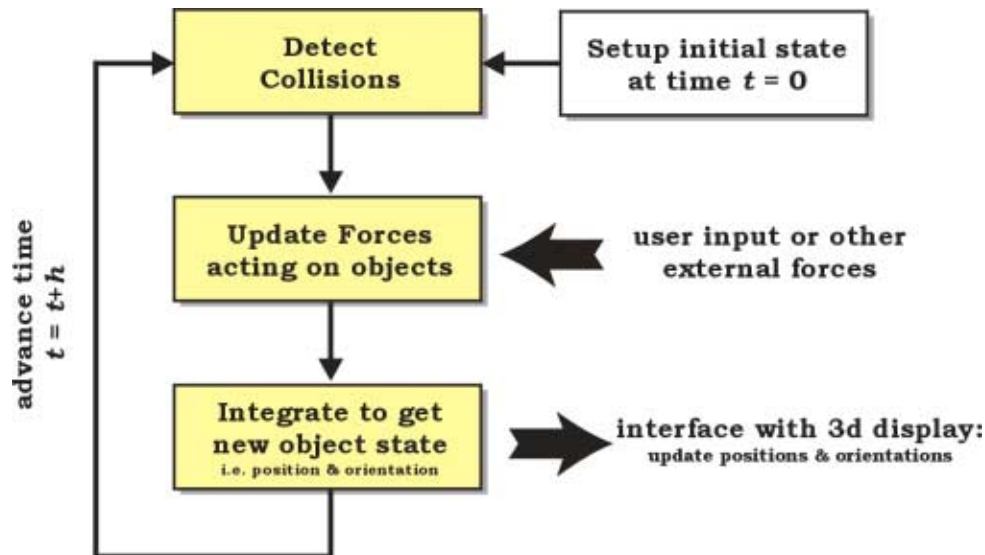 Detect
Collisions
Setup initial state
at time t = 0
Update Forces
acting on objects
user input or other
external forces
advance time
t = t+h
Integrate to get
new object state
i.e. position & orientation
interface with 3d display:
update positions & orientations